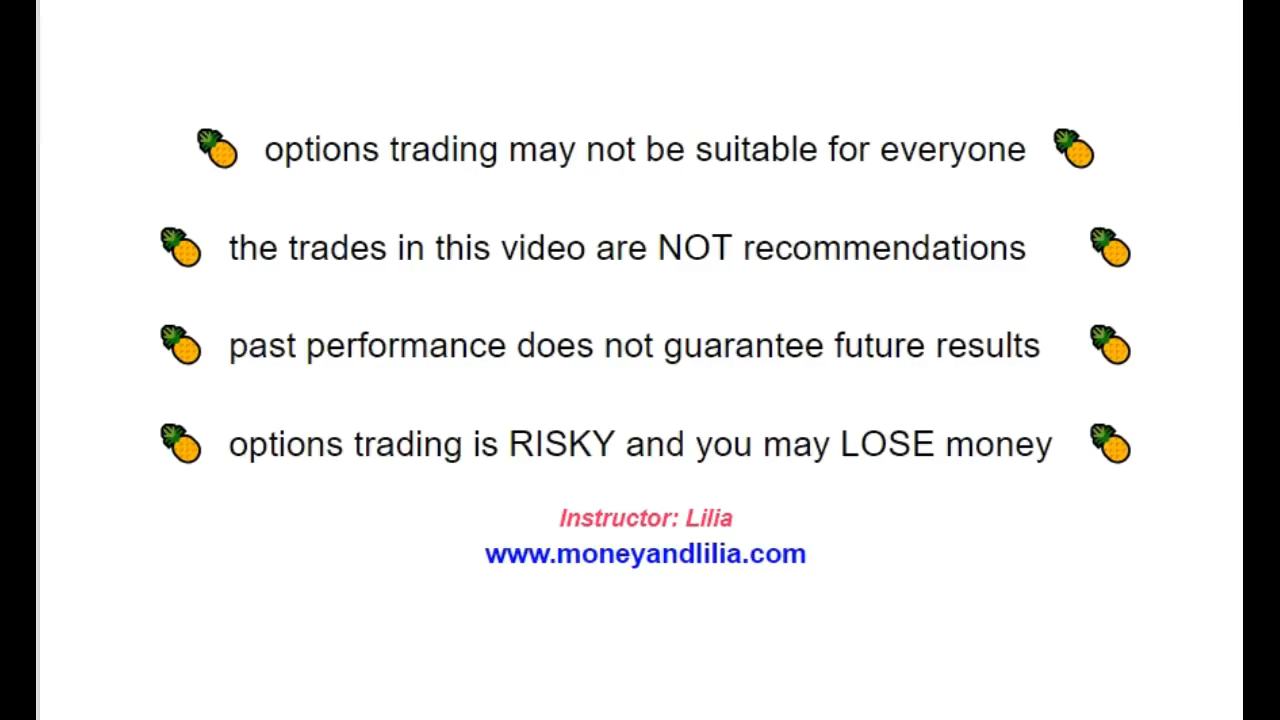 options trading may not be suitable for everyone
the trades in this video are NOT recommendations
past performance does not guarantee future results
options trading is RISKY and you may LOSE money
Instructor: Lilia
www.moneyandlilia.com